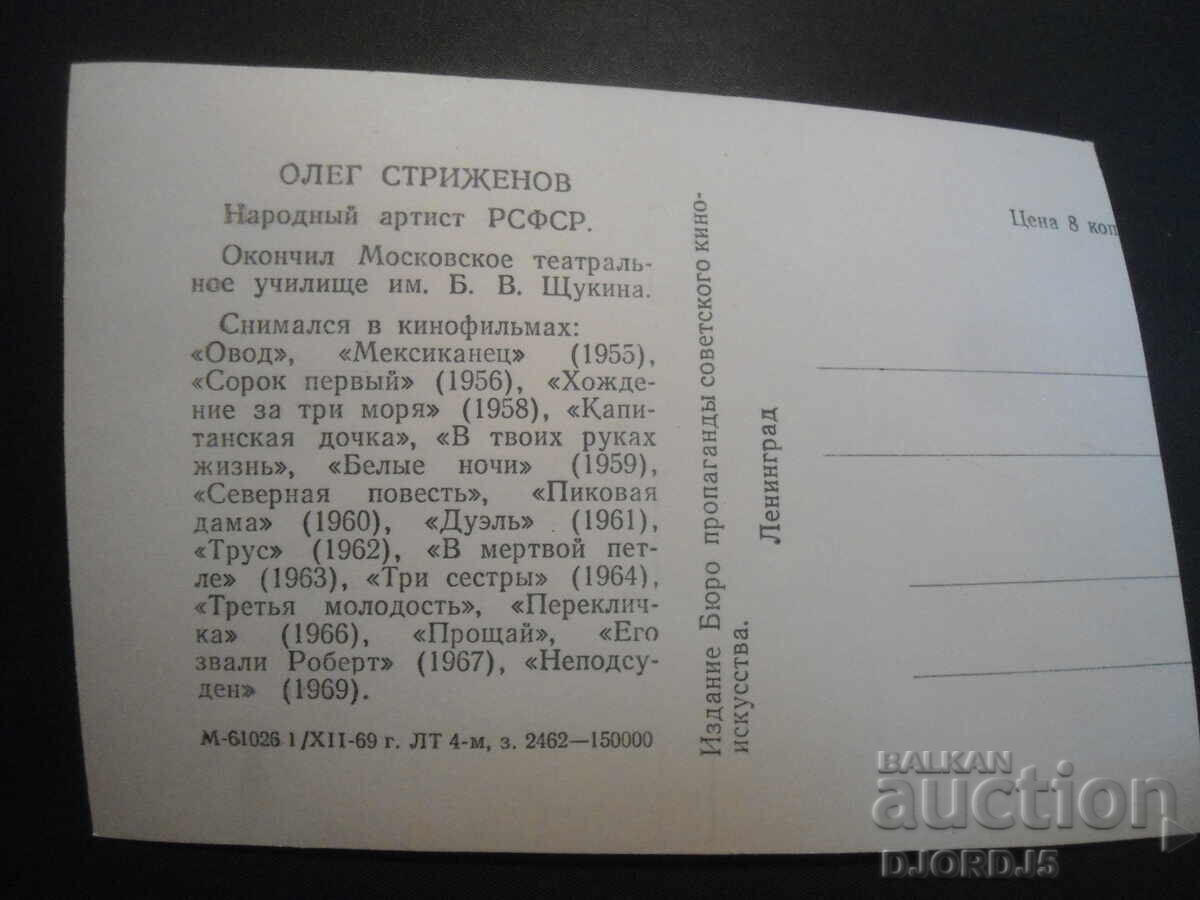 ОЛЕГ СТРИЖЕНОВ
Народный артист РСФСР.
Окончил Московское театраль-
ное училище им. Б. В. Щукина.
Снимался в кинофильмах:
«Овод», «Мексиканец» (1955),
«Сорок первый» (1956), «Хожде-
ние за три моря» (1958), «Капи-
танская дочка», «В твоих руках
жизнь», «Белые ночи» (1959),
«Северная повесть», «Пиковая
дама» (1960), «Дуэль» (1961),
«Трус» (1962), «В мертвой пет-
ле» (1963), «Три сестры» (1964),
«Третья молодость», «Переклич-
ка» (1966), «Прощай», «Его
звали Роберт» (1967), «Неподсу-
ден» (1969).
М-61026 1/XII-69 г. ЛТ 4-м, з. 2462—150000
Издание Бюро пропаганды советского кино-
искусства.
Ленинград
Цена 8 коп
BALKAN
auction
DJORDJ5